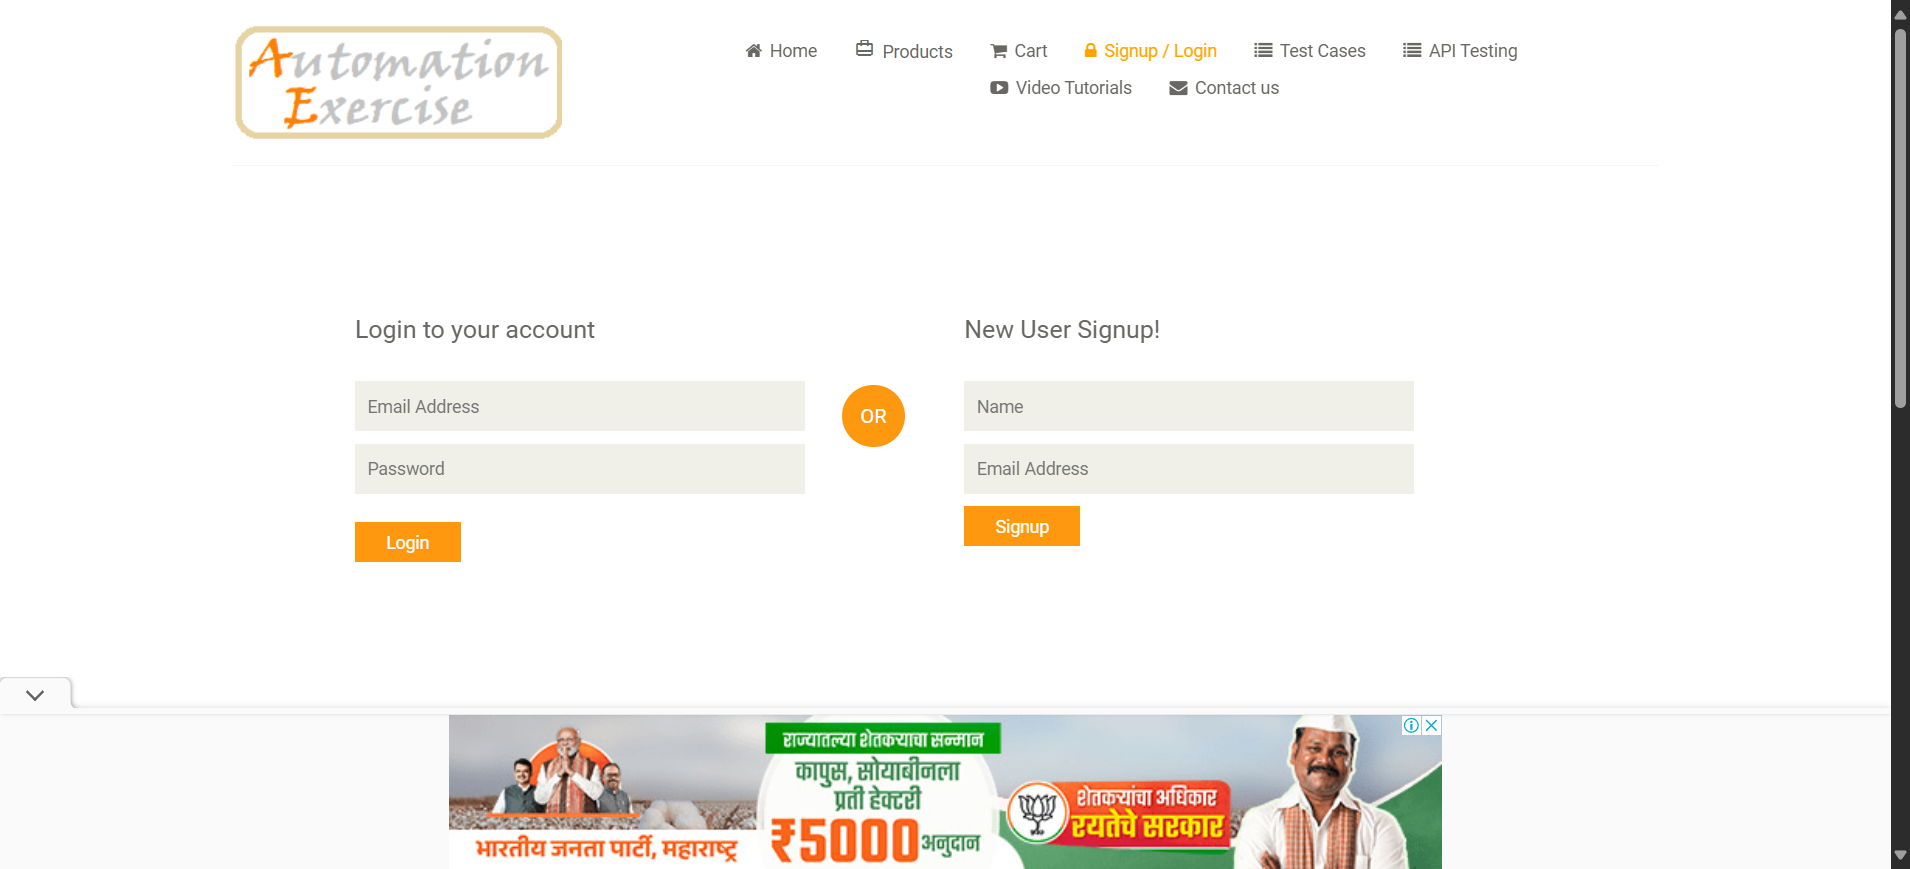 Automation
Exercise
Home
Products
Cart
Signup / Login
Test Cases
API Testing
Video Tutorials
Contact us
Login to your account
Email Address
Password
Login
OR
New User Signup!
Name
Email Address
Signup
राज्यातल्या शेतकऱ्याचा सन्मान
कापुस, सोयाबीनला
प्रती हेक्टरी
₹5000 अनुदान
भारतीय जनता पार्टी, महाराष्ट्र
शेतकऱ्यांचा अधिकार
रयतेचे सरकार